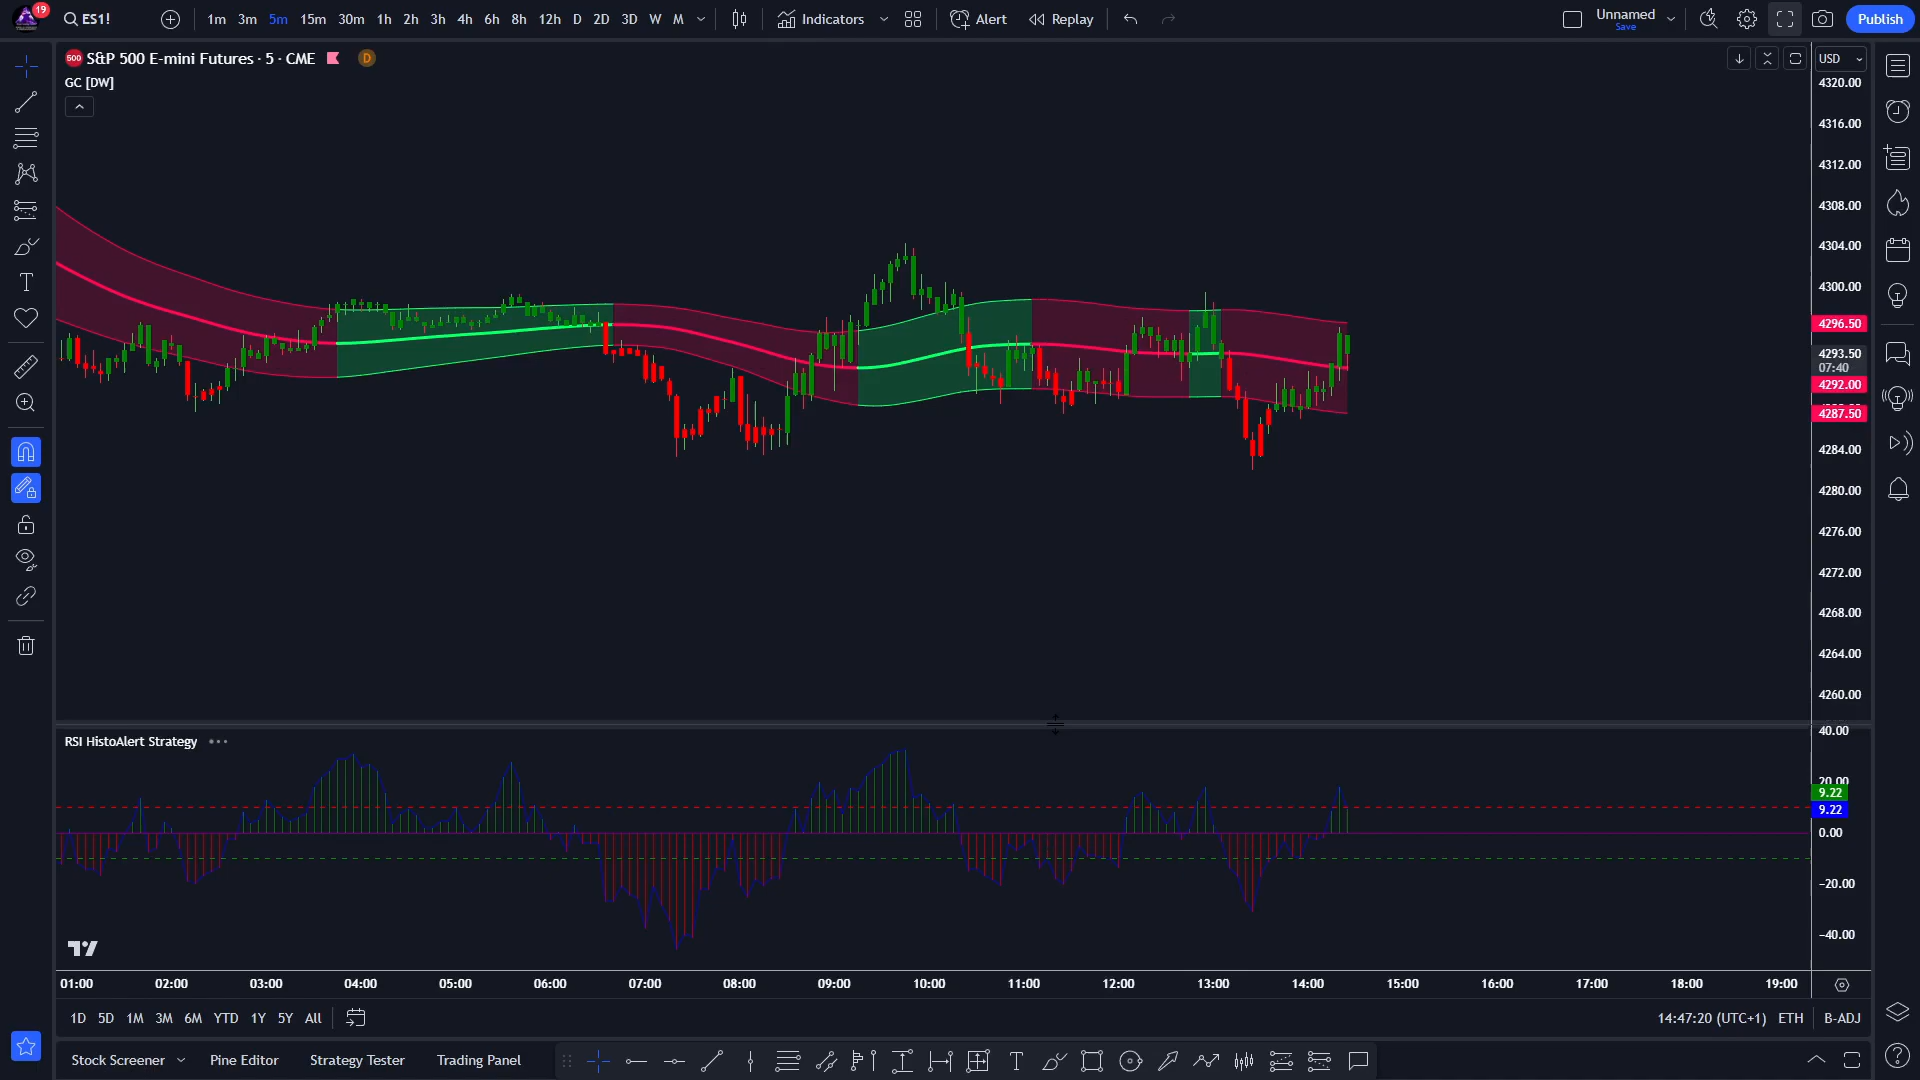 19
ES1!
1m 3m 5m 15m 30m 1h 2h 3h 4h 6h 8h 12h D 2D 3D W M
Indicators
Alert
Replay
Unnamed
Save
Publish
500 S&P 500 E-mini Futures · 5 · CME D
GC [DW]
USD
4320.00
4316.00
4312.00
4308.00
4304.00
4300.00
4296.50
4293.50
07:40
4292.00
4287.50
4284.00
4280.00
4276.00
4272.00
4268.00
4264.00
4260.00
RSI HistoAlert Strategy
40.00
20.00
9.22
9.22
0.00
−20.00
−40.00
01:00 02:00 03:00 04:00 05:00 06:00 07:00 08:00 09:00 10:00 11:00 12:00 13:00 14:00 15:00 16:00 17:00 18:00 19:00
1D 5D 1M 3M 6M YTD 1Y 5Y All
14:47:20 (UTC+1) ETH B-ADJ
Stock Screener Pine Editor Strategy Tester Trading Panel